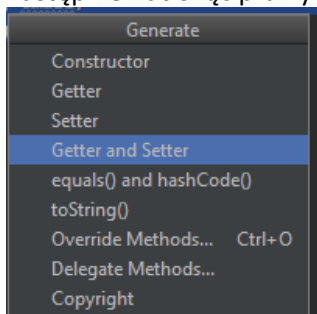 Generate
Constructor
Getter
Setter
Getter and Setter
equals() and hashCode()
toString()
Override Methods... Ctrl+O
Delegate Methods...
Copyright